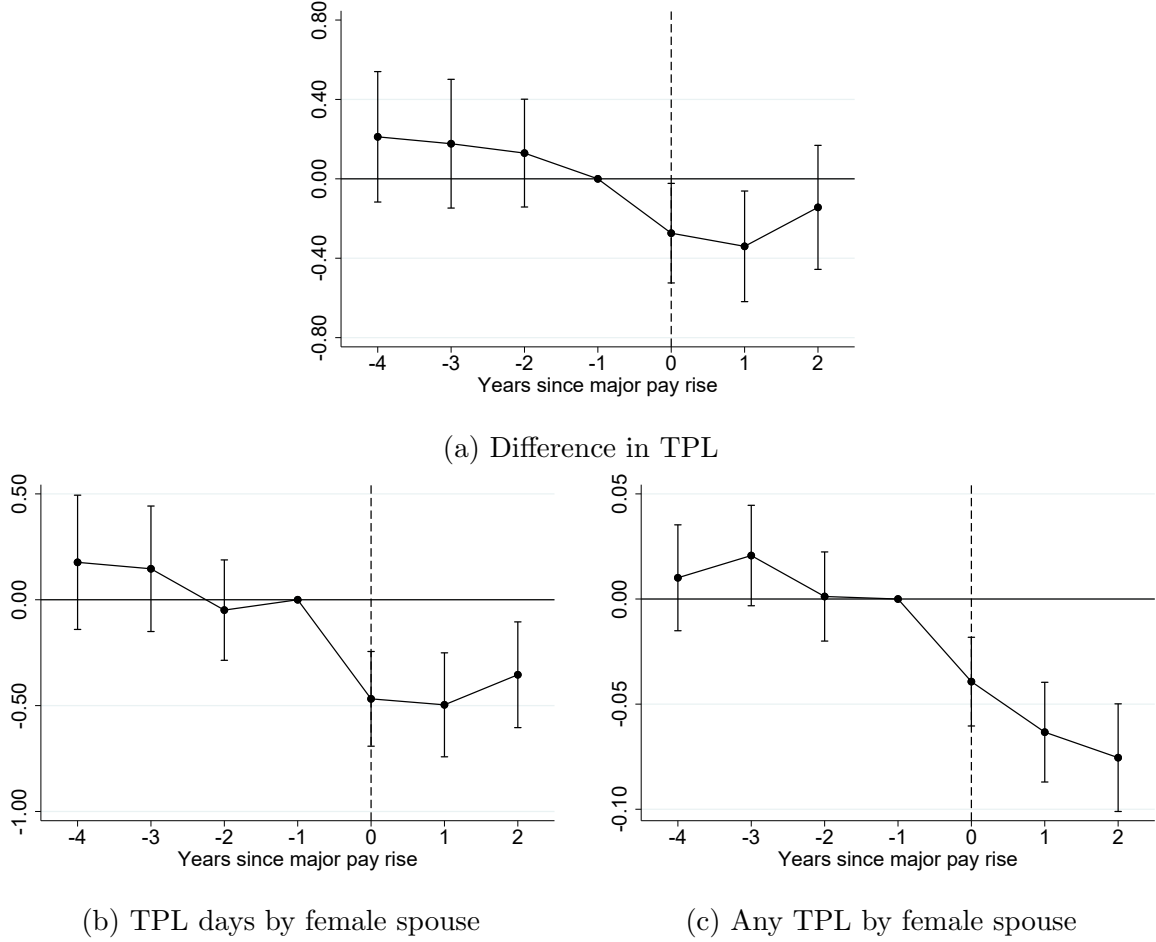 0.80
0.40
0.00
-0.40
-0.80
-4 -3 -2 -1 0 1 2
Years since major pay rise
(a) Difference in TPL
0.50
0.00
-0.50
-1.00
-4 -3 -2 -1 0 1 2
Years since major pay rise
(b) TPL days by female spouse
0.05
0.00
-0.05
-0.10
-4 -3 -2 -1 0 1 2
Years since major pay rise
(c) Any TPL by female spouse